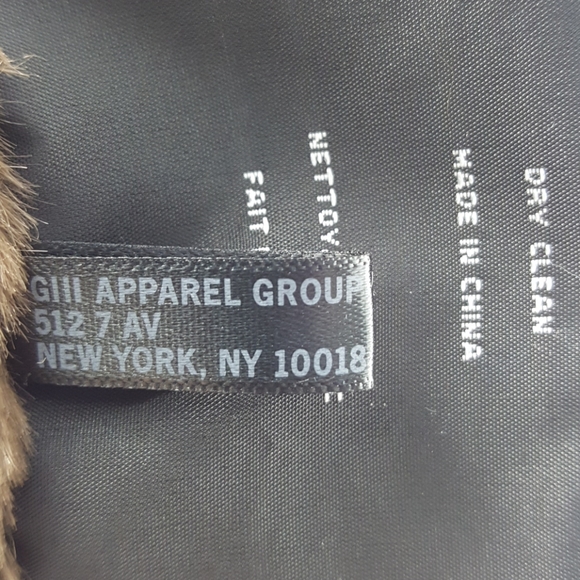 GIII APPAREL GROUP
512 7 AV
NEW YORK, NY 10018
DRY CLEAN
MADE IN CHINA
NETTOY
FAIT